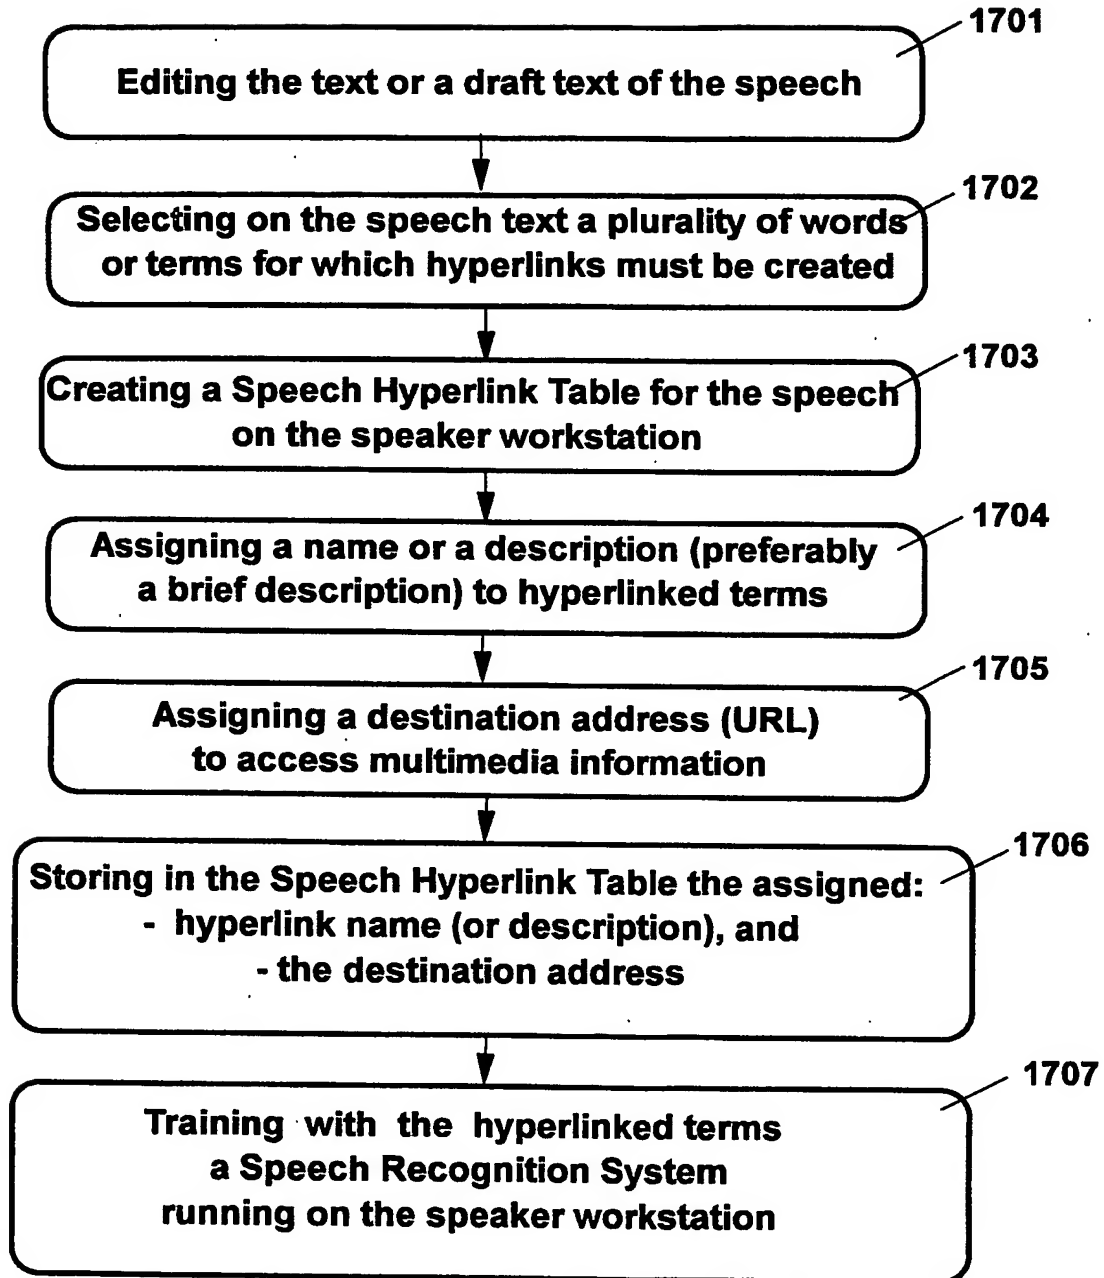 1701
Editing the text or a draft text of the speech
1702
Selecting on the speech text a plurality of words
or terms for which hyperlinks must be created
1703
Creating a Speech Hyperlink Table for the speech
on the speaker workstation
1704
Assigning a name or a description (preferably
a brief description) to hyperlinked terms
1705
Assigning a destination address (URL)
to access multimedia information
1706
Storing in the Speech Hyperlink Table the assigned:
- hyperlink name (or description), and
- the destination address
1707
Training with the hyperlinked terms
a Speech Recognition System
running on the speaker workstation